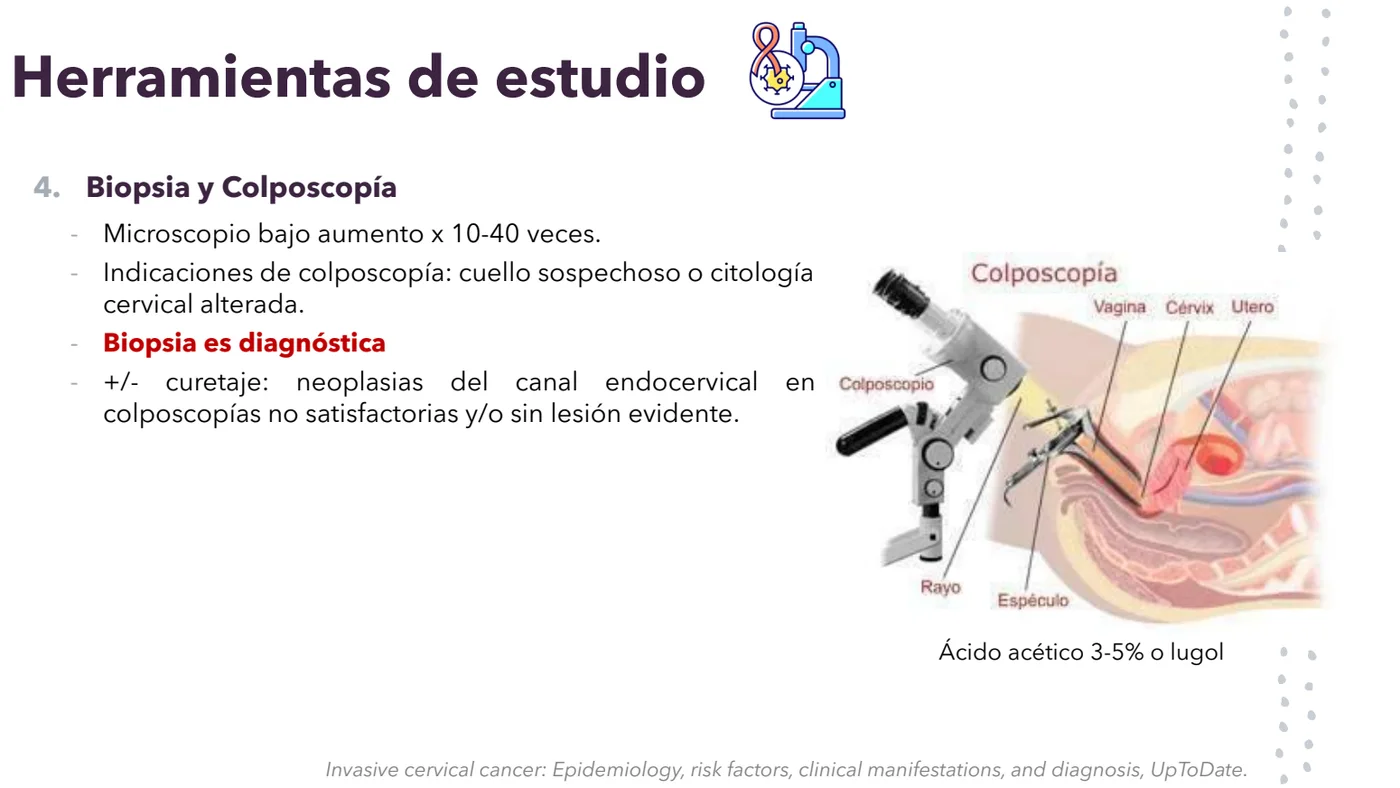 Herramientas de estudio
4. Biopsia y Colposcopía
- Microscopio bajo aumento x 10-40 veces.
- Indicaciones de colposcopía: cuello sospechoso o citología
cervical alterada.
- Biopsia es diagnóstica
- +/- curetaje: neoplasias del canal endocervical en
colposcopías no satisfactorias y/o sin lesión evidente.
Colposcopía
Vagina Cérvix Utero
Colposcopio
Rayo
Espéculo
Ácido acético 3-5% o lugol
Invasive cervical cancer: Epidemiology, risk factors, clinical manifestations, and diagnosis, UpToDate.